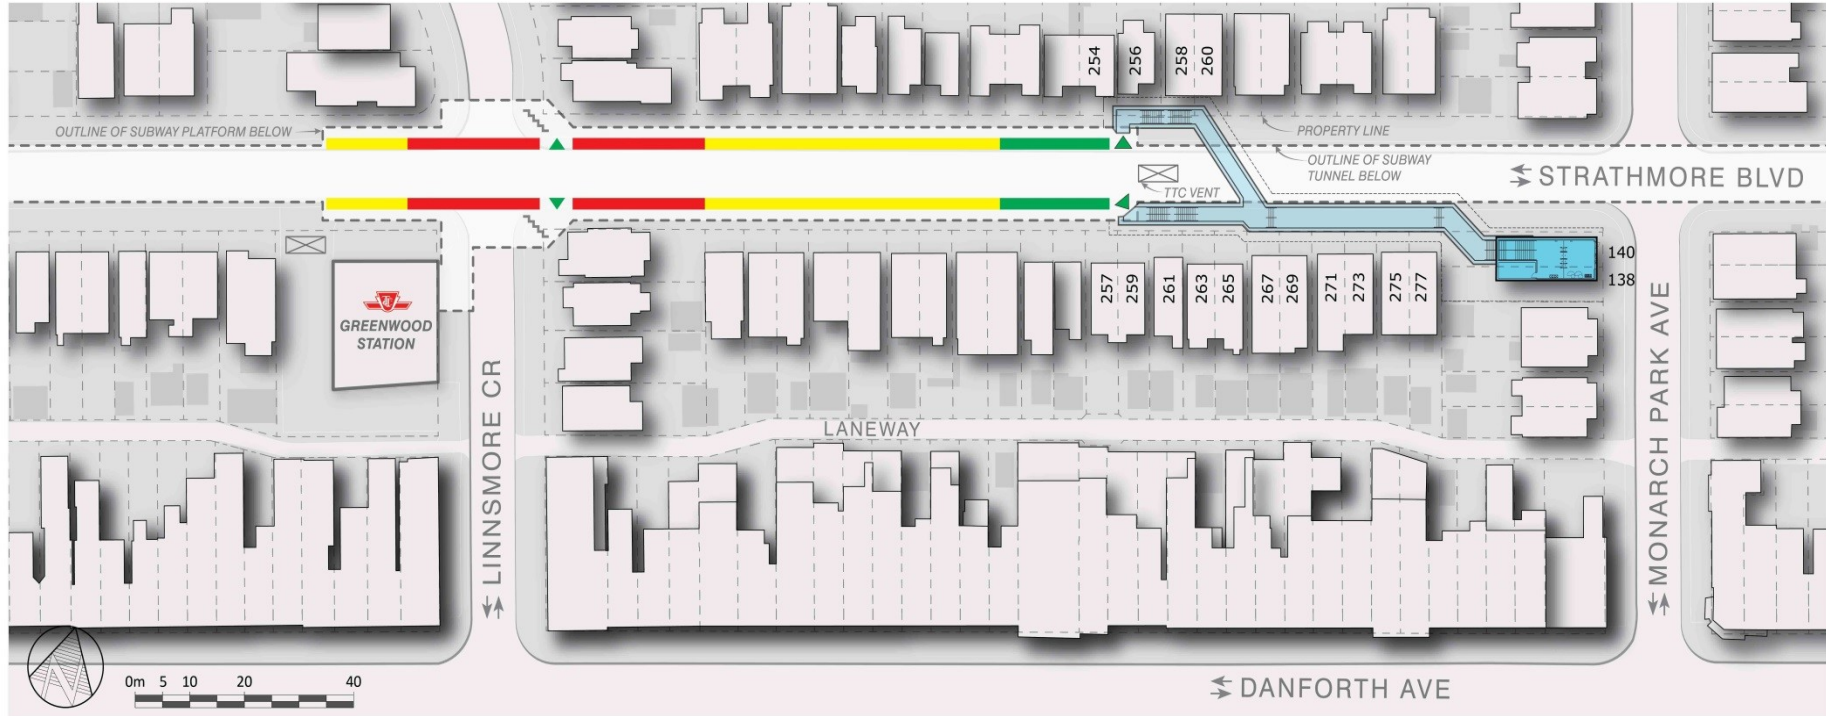 254
256
258
260
OUTLINE OF SUBWAY PLATFORM BELOW
PROPERTY LINE
OUTLINE OF SUBWAY
TUNNEL BELOW
STRATHMORE BLVD
TTC VENT
140
138
GREENWOOD
STATION
257
259
261
263
265
267
269
271
273
275
277
LINNSMORE CR
MONARCH PARK AVE
LANEWAY
0m 5 10 20 40
DANFORTH AVE